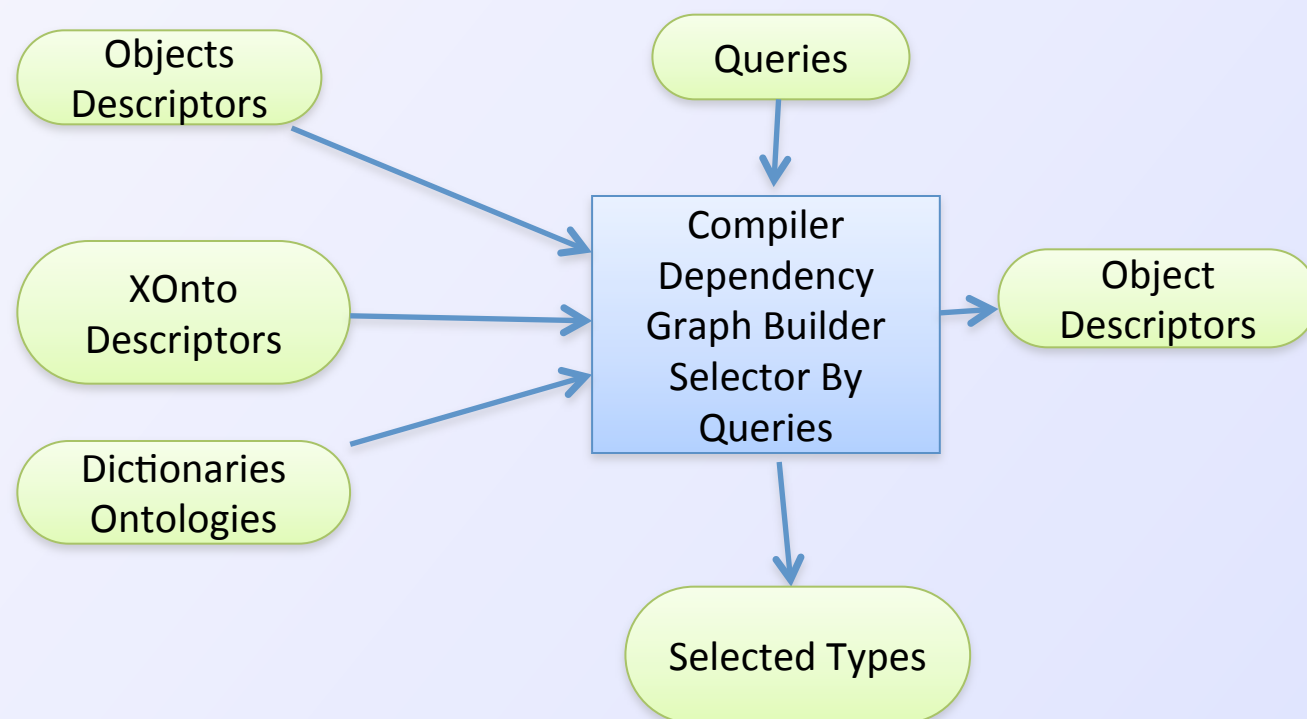 Objects
Descriptors
Queries
XOnto
Descriptors
Dictionaries
Ontologies
Compiler
Dependency
Graph Builder
Selector By
Queries
Object
Descriptors
Selected Types